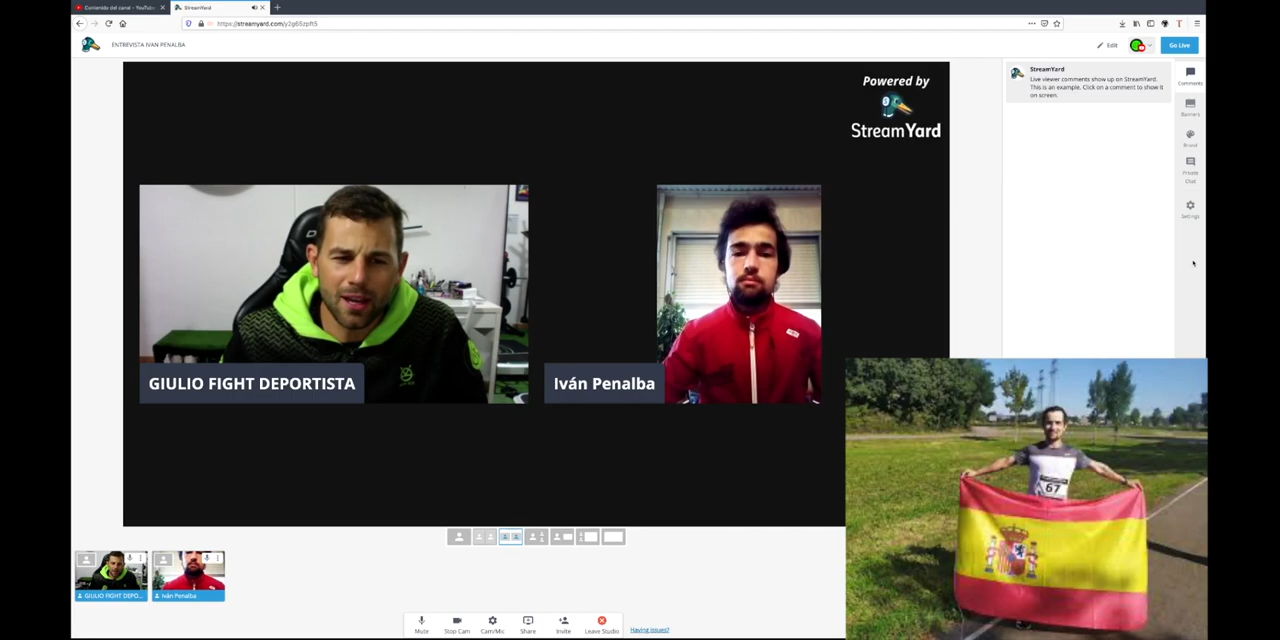 Contenido del canal - YouTube
StreamYard
https://streamyard.com/y2g65zpft5
ENTREVISTA IVAN PENALBA
Edit
Go Live
Powered by
StreamYard
StreamYard
Live viewer comments show up on StreamYard.
This is an example. Click on a comment to show it
on screen.
Comments
Banners
Brand
Private
Chat
Settings
GIULIO FIGHT DEPORTISTA
Iván Penalba
67
GIULIO FIGHT DEPO...
Iván Penalba
Mute
Stop Cam
Cam/Mic
Share
Invite
Leave Studio
Having issues?